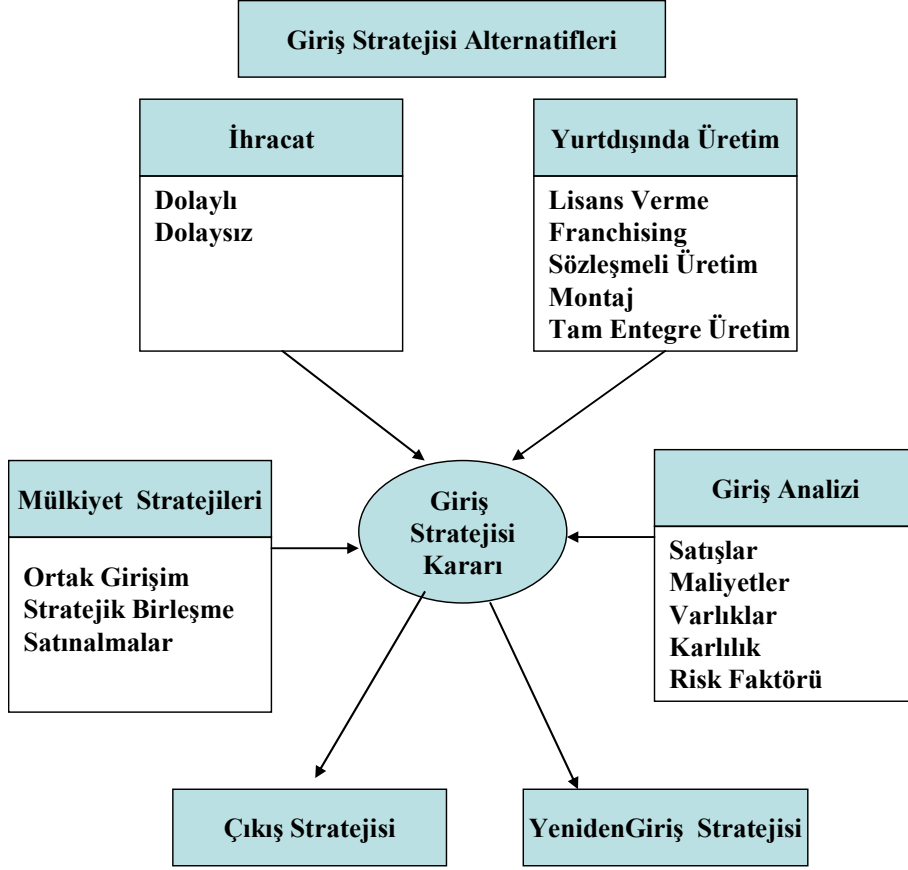 Giriş Stratejisi Alternatifleri
İhracat
Dolaylı
Dolaysız
Yurtdışında Üretim
Lisans Verme
Franchising
Sözleşmeli Üretim
Montaj
Tam Entegre Üretim
Mülkiyet Stratejileri
Ortak Girişim
Stratejik Birleşme
Satınalmalar
Giriş
Stratejisi
Kararı
Giriş Analizi
Satışlar
Maliyetler
Varlıklar
Karlılık
Risk Faktörü
Çıkış Stratejisi
YenidenGiriş Stratejisi